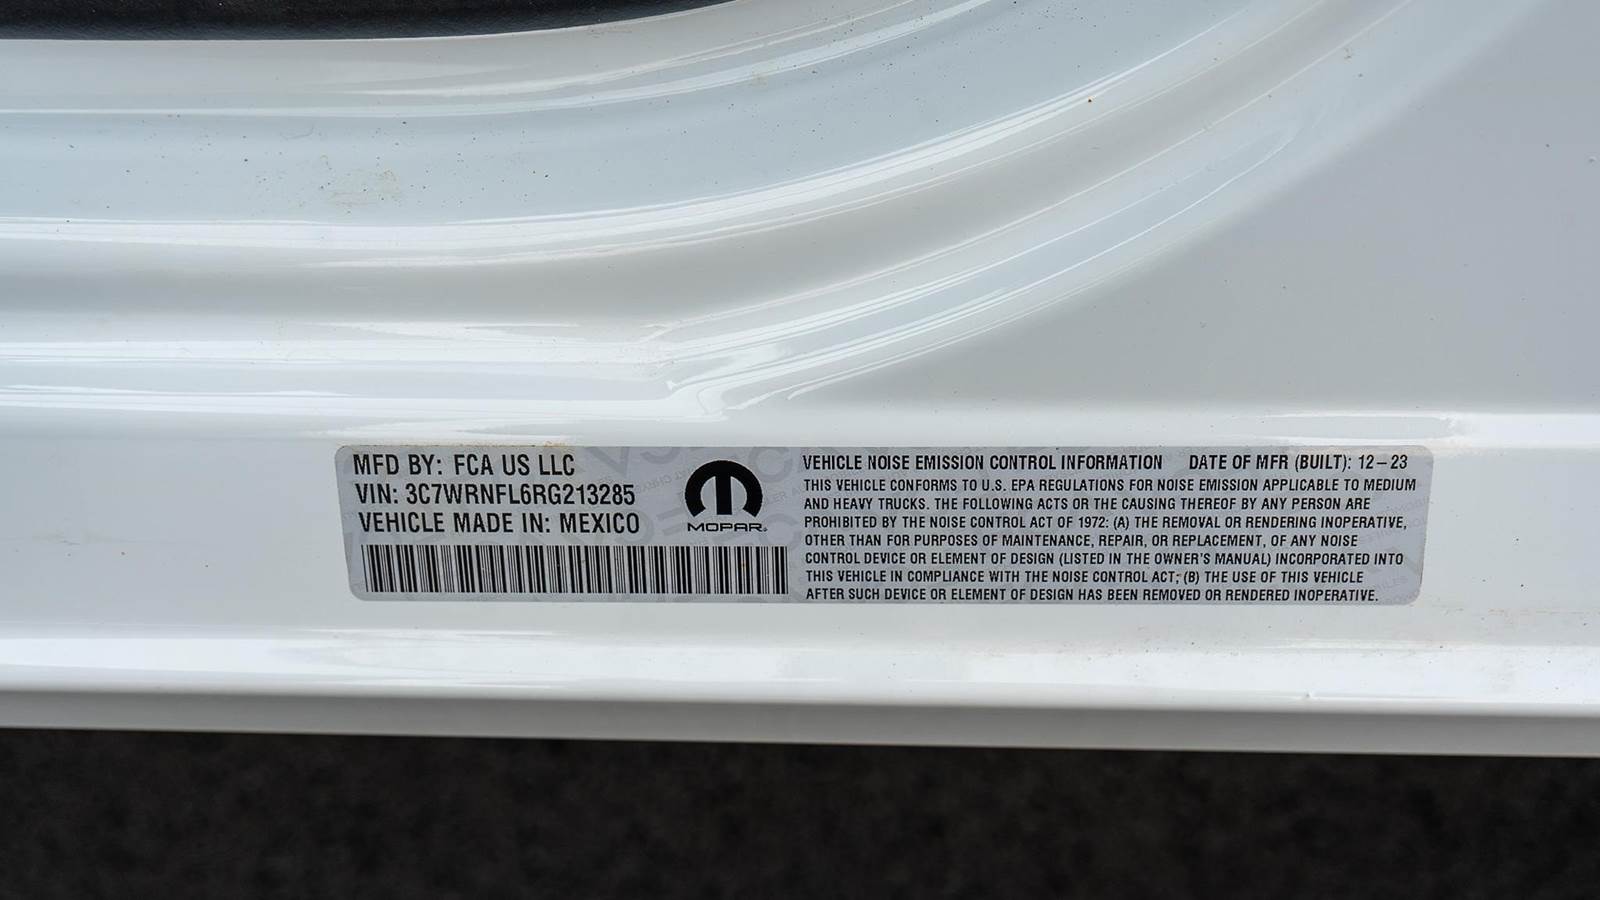 MFD BY: FCA US LLC
VIN: 3C7WRNFL6RG213285
VEHICLE MADE IN: MEXICO
MOPAR
VEHICLE NOISE EMISSION CONTROL INFORMATION DATE OF MFR (BUILT): 12-23
THIS VEHICLE CONFORMS TO U.S. EPA REGULATIONS FOR NOISE EMISSION APPLICABLE TO MEDIUM
AND HEAVY TRUCKS. THE FOLLOWING ACTS OR THE CAUSING THEREOF BY ANY PERSON ARE
PROHIBITED BY THE NOISE CONTROL ACT OF 1972: (A) THE REMOVAL OR RENDERING INOPERATIVE,
OTHER THAN FOR PURPOSES OF MAINTENANCE, REPAIR, OR REPLACEMENT, OF ANY NOISE
CONTROL DEVICE OR ELEMENT OF DESIGN (LISTED IN THE OWNER'S MANUAL) INCORPORATED INTO
THIS VEHICLE IN COMPLIANCE WITH THE NOISE CONTROL ACT; (B) THE USE OF THIS VEHICLE
AFTER SUCH DEVICE OR ELEMENT OF DESIGN HAS BEEN REMOVED OR RENDERED INOPERATIVE.